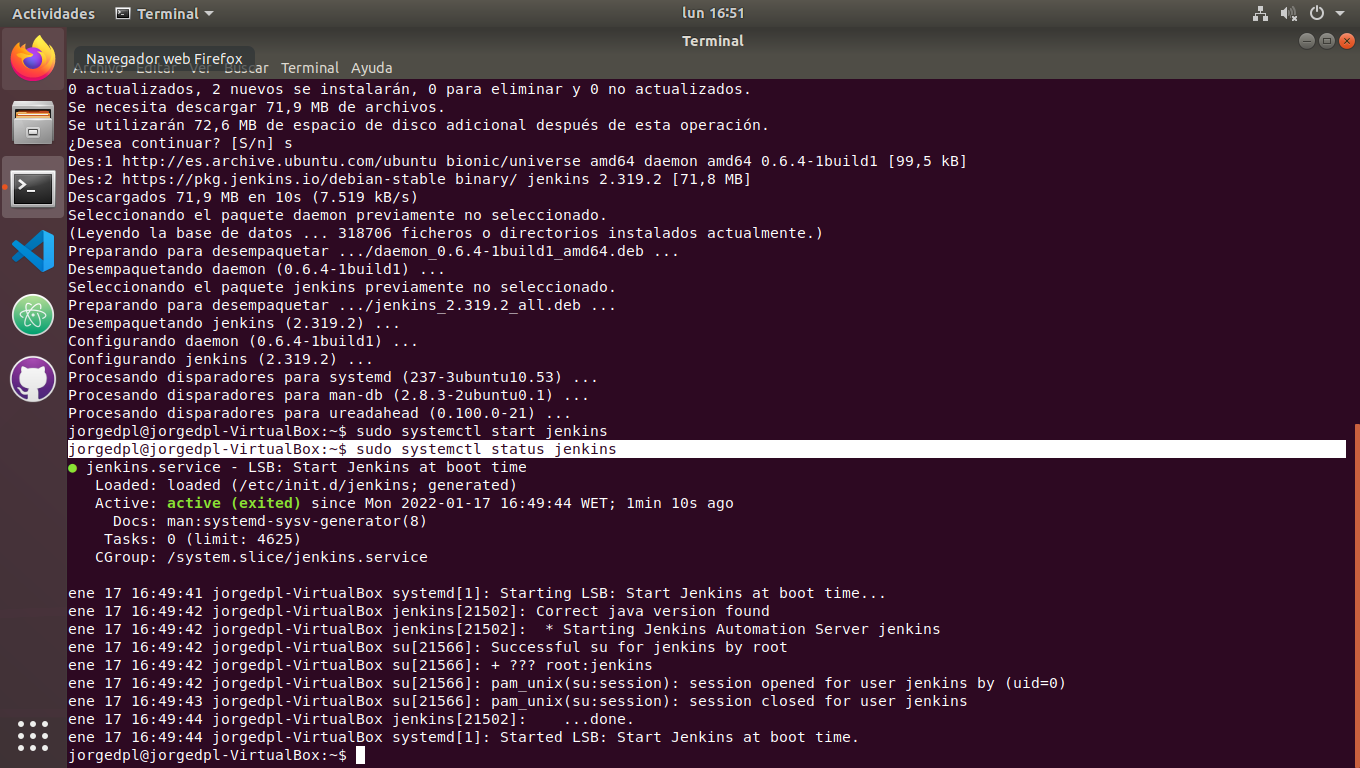 Actividades
Terminal
lun 16:51
Terminal
Navegador web Firefox
Archivo Editar Ver Buscar Terminal Ayuda
0 actualizados, 2 nuevos se instalarán, 0 para eliminar y 0 no actualizados.
Se necesita descargar 71,9 MB de archivos.
Se utilizarán 72,6 MB de espacio de disco adicional después de esta operación.
¿Desea continuar? [S/n] s
Des:1 http://es.archive.ubuntu.com/ubuntu bionic/universe amd64 daemon amd64 0.6.4-1build1 [99,5 kB]
Des:2 https://pkg.jenkins.io/debian-stable binary/ jenkins 2.319.2 [71,8 MB]
Descargados 71,9 MB en 10s (7.519 kB/s)
Seleccionando el paquete daemon previamente no seleccionado.
(Leyendo la base de datos ... 318706 ficheros o directorios instalados actualmente.)
Preparando para desempaquetar .../daemon_0.6.4-1build1_amd64.deb ...
Desempaquetando daemon (0.6.4-1build1) ...
Seleccionando el paquete jenkins previamente no seleccionado.
Preparando para desempaquetar .../jenkins_2.319.2_all.deb ...
Desempaquetando jenkins (2.319.2) ...
Configurando daemon (0.6.4-1build1) ...
Configurando jenkins (2.319.2) ...
Procesando disparadores para systemd (237-3ubuntu10.53) ...
Procesando disparadores para man-db (2.8.3-2ubuntu0.1) ...
Procesando disparadores para ureadahead (0.100.0-21) ...
jorgedpl@jorgedpl-VirtualBox:~$ sudo systemctl start jenkins
jorgedpl@jorgedpl-VirtualBox:~$ sudo systemctl status jenkins
● jenkins.service - LSB: Start Jenkins at boot time
   Loaded: loaded (/etc/init.d/jenkins; generated)
   Active: active (exited) since Mon 2022-01-17 16:49:44 WET; 1min 10s ago
     Docs: man:systemd-sysv-generator(8)
    Tasks: 0 (limit: 4625)
   CGroup: /system.slice/jenkins.service
ene 17 16:49:41 jorgedpl-VirtualBox systemd[1]: Starting LSB: Start Jenkins at boot time...
ene 17 16:49:42 jorgedpl-VirtualBox jenkins[21502]: Correct java version found
ene 17 16:49:42 jorgedpl-VirtualBox jenkins[21502]:  * Starting Jenkins Automation Server jenkins
ene 17 16:49:42 jorgedpl-VirtualBox su[21566]: Successful su for jenkins by root
ene 17 16:49:42 jorgedpl-VirtualBox su[21566]: + ??? root:jenkins
ene 17 16:49:42 jorgedpl-VirtualBox su[21566]: pam_unix(su:session): session opened for user jenkins by (uid=0)
ene 17 16:49:43 jorgedpl-VirtualBox su[21566]: pam_unix(su:session): session closed for user jenkins
ene 17 16:49:44 jorgedpl-VirtualBox jenkins[21502]:    ...done.
ene 17 16:49:44 jorgedpl-VirtualBox systemd[1]: Started LSB: Start Jenkins at boot time.
jorgedpl@jorgedpl-VirtualBox:~$